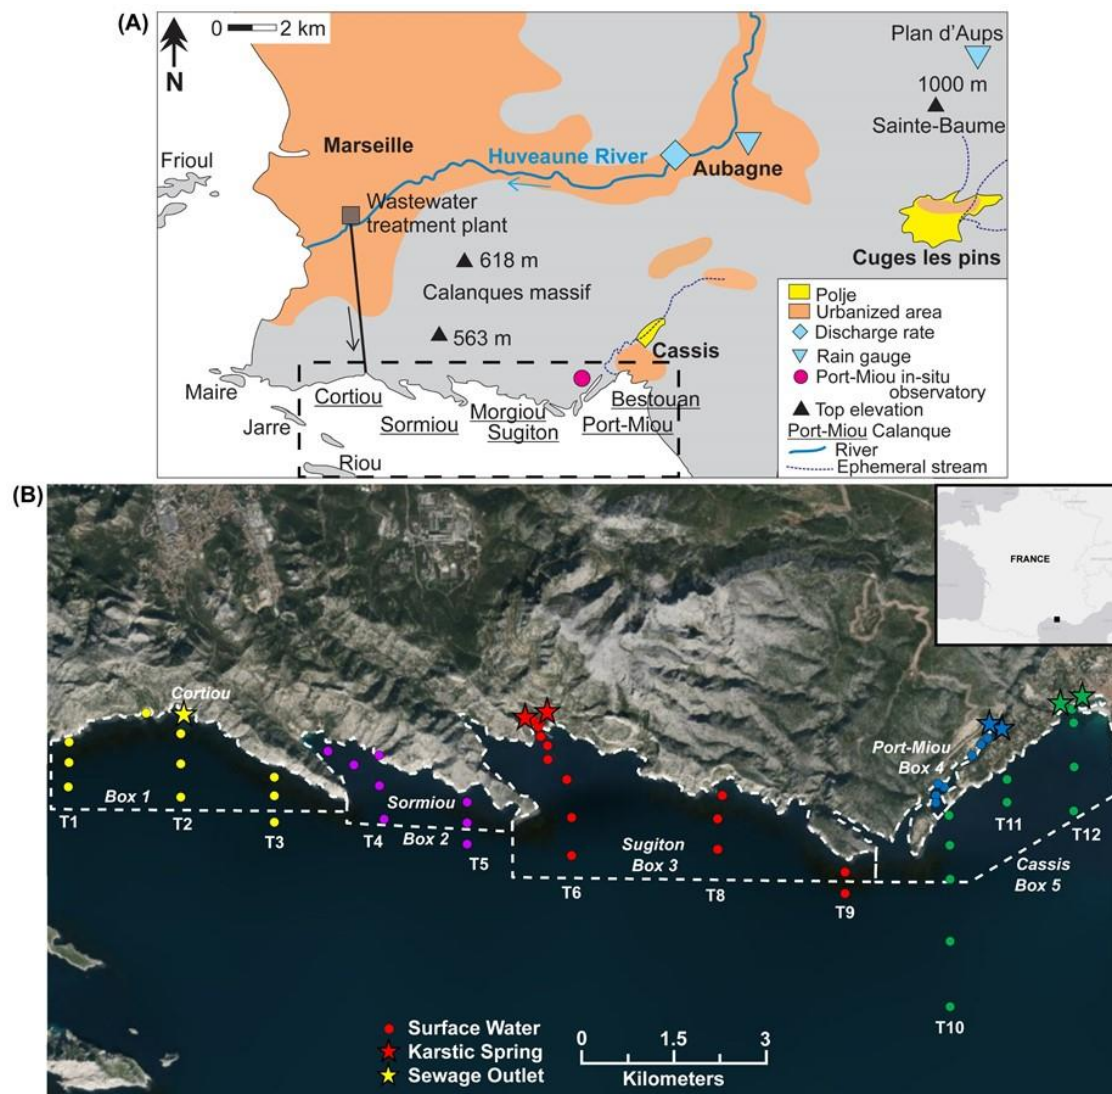 (A)
0 2 km
N
Plan d'Aups
1000 m
Sainte-Baume
Marseille
Frioul
Huveaune River
Aubagne
Wastewater
treatment plant
Cuges les pins
618 m
Calanques massif
563 m
Cassis
Polje
Urbanized area
Discharge rate
Rain gauge
Port-Miou in-situ
observatory
Top elevation
Port-Miou Calanque
River
Ephemeral stream
Maire
Cortiou
Morgiou
Bestouan
Jarre
Sormiou
Sugiton
Port-Miou
Riou
(B)
FRANCE
Cortiou
Port-Miou
Box 4
Box 1
Sormiou
Box 2
T1
T2
T3
T4
T5
Sugiton
Box 3
T6
T8
T9
T11
T12
Cassis
Box 5
T10
Surface Water
Karstic Spring
Sewage Outlet
0 1.5 3
Kilometers